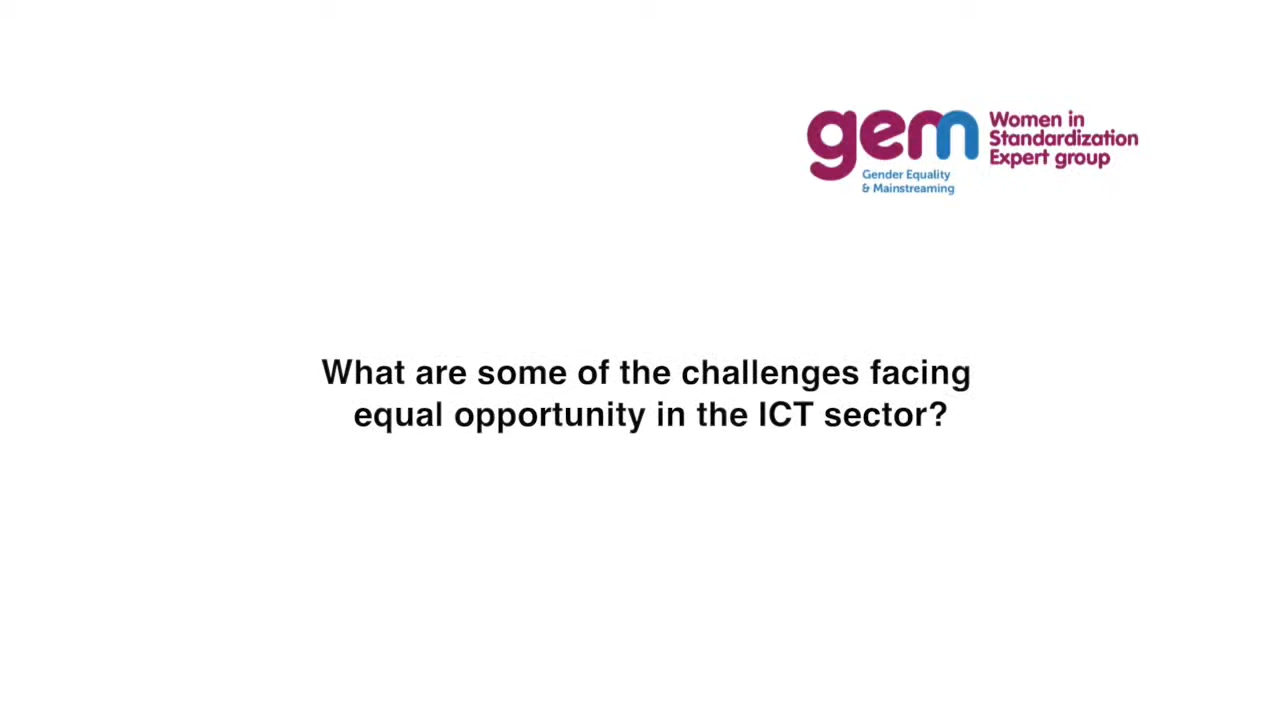 gem
Women in
Standardization
Expert group
Gender Equality
& Mainstreaming
What are some of the challenges facing
equal opportunity in the ICT sector?